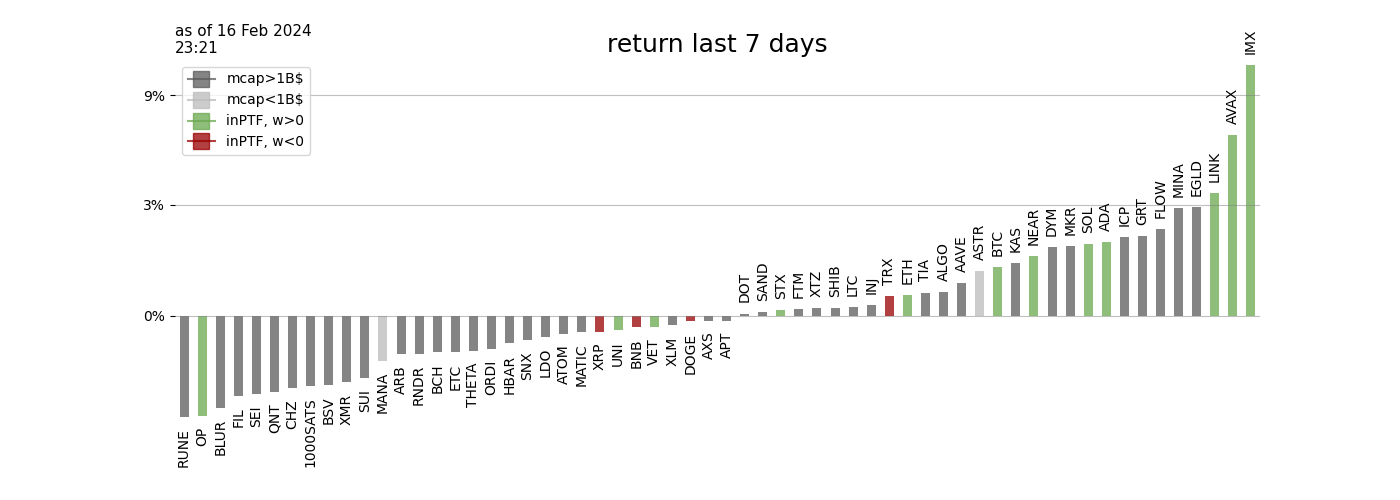 as of 16 Feb 2024
23:21
return last 7 days
mcap>1B$
mcap<1B$
inPTF, w>0
inPTF, w<0
9%
3%
0%
RUNE
OP
BLUR
FIL
SEI
QNT
CHZ
1000SATS
BSV
XMR
SUI
MANA
ARB
RNDR
BCH
ETC
THETA
ORDI
HBAR
SNX
LDO
ATOM
MATIC
XRP
UNI
BNB
VET
XLM
DOGE
AXS
APT
DOT
SAND
STX
FTM
XTZ
SHIB
LTC
INJ
TRX
ETH
TIA
ALGO
AAVE
ASTR
BTC
KAS
NEAR
DYM
MKR
SOL
ADA
ICP
GRT
FLOW
MINA
EGLD
LINK
AVAX
IMX